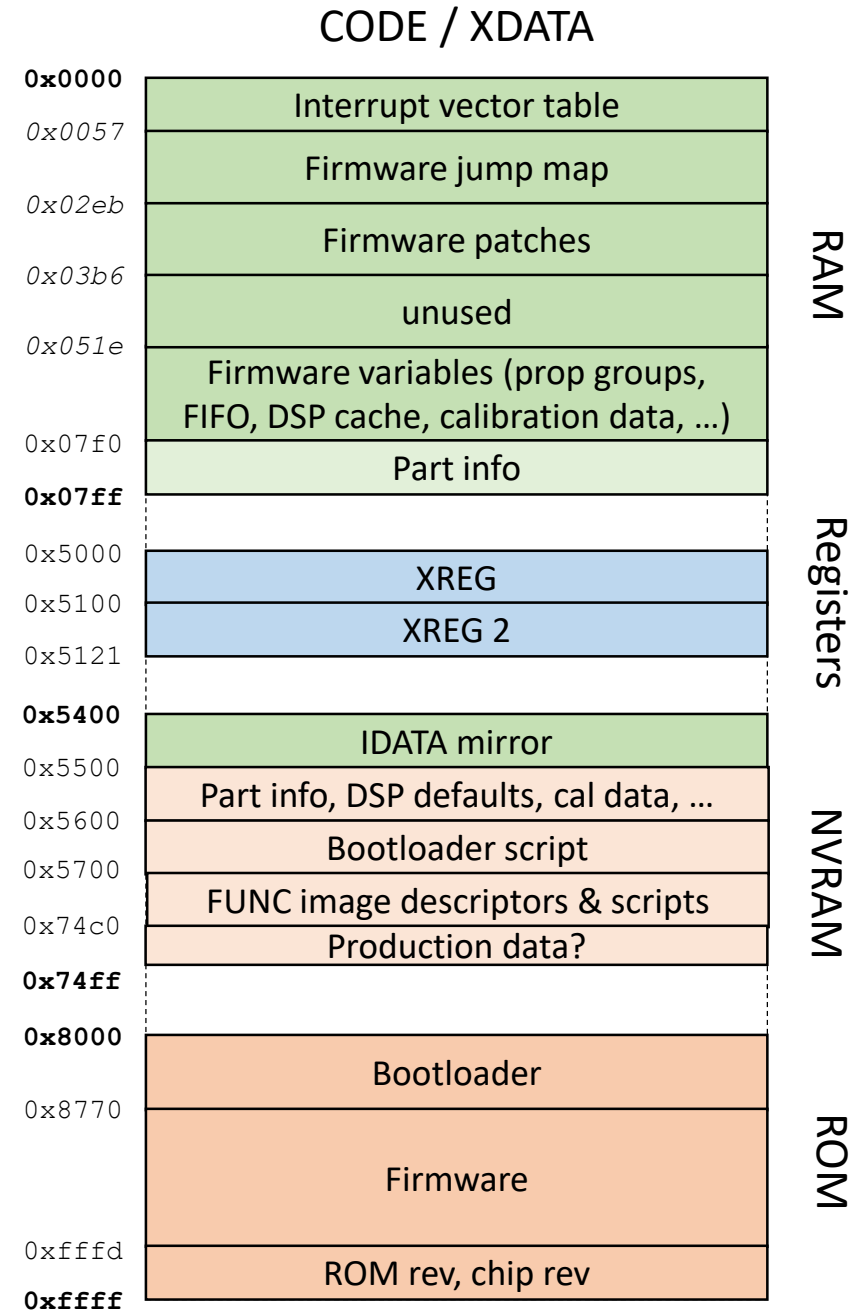 CODE / XDATA
0x0000
Interrupt vector table
0x0057
Firmware jump map
0x02eb
Firmware patches
0x03b6
unused
0x051e
Firmware variables (prop groups,
FIFO, DSP cache, calibration data, …)
0x07f0
Part info
0x07ff
RAM
0x5000
XREG
0x5100
XREG 2
0x5121
Registers
0x5400
IDATA mirror
0x5500
Part info, DSP defaults, cal data, …
0x5600
Bootloader script
0x5700
FUNC image descriptors & scripts
0x74c0
Production data?
0x74ff
NVRAM
0x8000
Bootloader
0x8770
Firmware
0xfffd
ROM rev, chip rev
0xffff
ROM